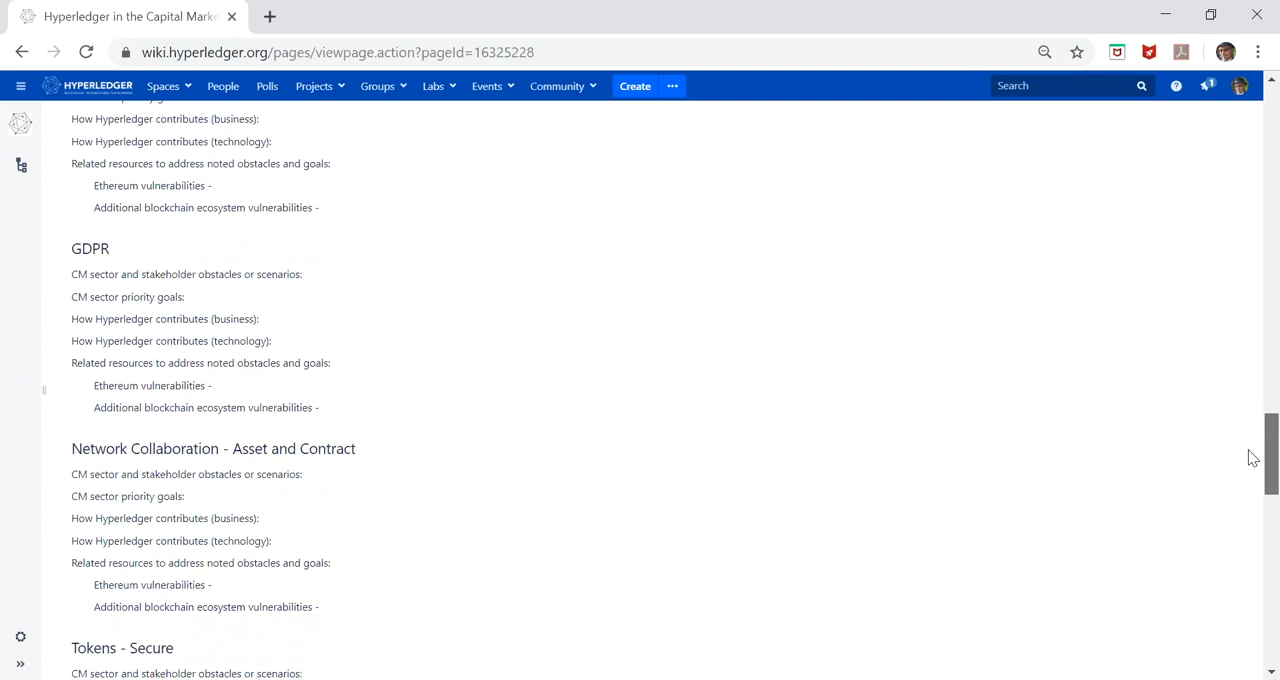 Hyperledger in the Capital Marke
wiki.hyperledger.org/pages/viewpage.action?pageId=16325228
HYPERLEDGER Spaces People Polls Projects Groups Labs Events Community Create ••• Search 1
How Hyperledger contributes (business):
How Hyperledger contributes (technology):
Related resources to address noted obstacles and goals:
Ethereum vulnerabilities -
Additional blockchain ecosystem vulnerabilities -
GDPR
CM sector and stakeholder obstacles or scenarios:
CM sector priority goals:
How Hyperledger contributes (business):
How Hyperledger contributes (technology):
Related resources to address noted obstacles and goals:
Ethereum vulnerabilities -
Additional blockchain ecosystem vulnerabilities -
Network Collaboration - Asset and Contract
CM sector and stakeholder obstacles or scenarios:
CM sector priority goals:
How Hyperledger contributes (business):
How Hyperledger contributes (technology):
Related resources to address noted obstacles and goals:
Ethereum vulnerabilities -
Additional blockchain ecosystem vulnerabilities -
Tokens - Secure
CM sector and stakeholder obstacles or scenarios: